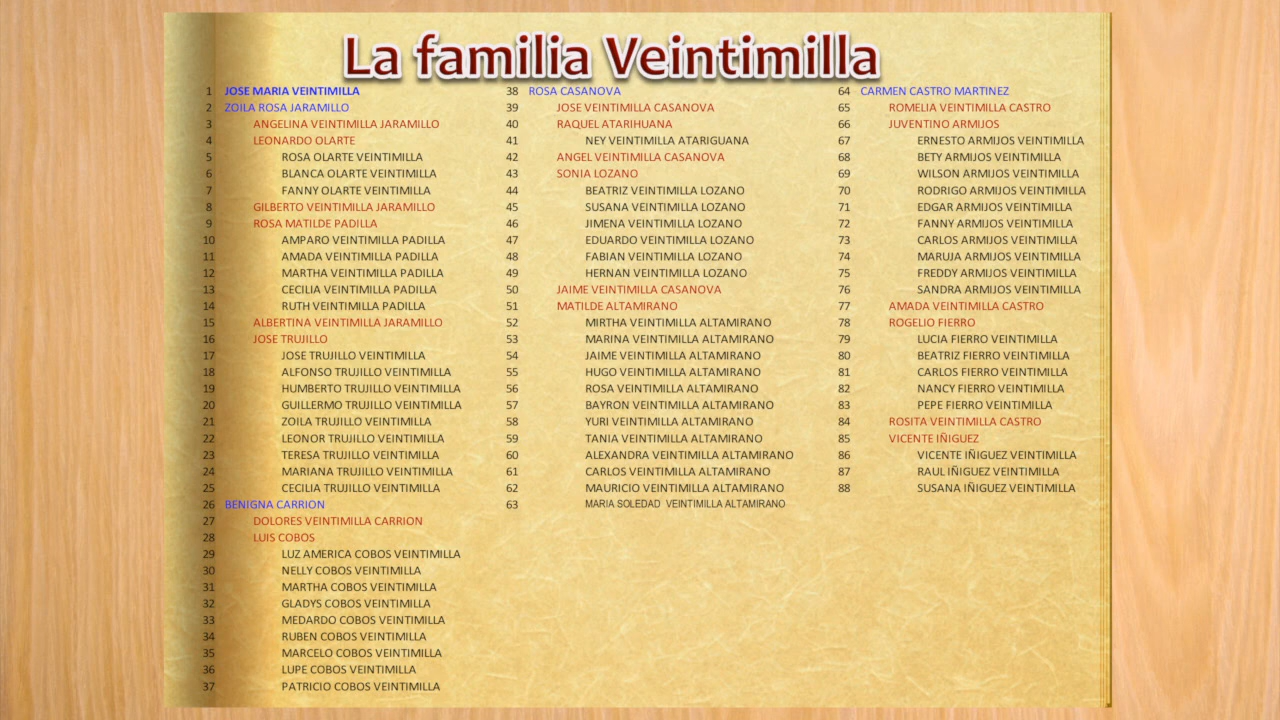 La familia Veintimilla
1 JOSE MARIA VEINTIMILLA
2 ZOILA ROSA JARAMILLO
3 ANGELINA VEINTIMILLA JARAMILLO
4 LEONARDO OLARTE
5 ROSA OLARTE VEINTIMILLA
6 BLANCA OLARTE VEINTIMILLA
7 FANNY OLARTE VEINTIMILLA
8 GILBERTO VEINTIMILLA JARAMILLO
9 ROSA MATILDE PADILLA
10 AMPARO VEINTIMILLA PADILLA
11 AMADA VEINTIMILLA PADILLA
12 MARTHA VEINTIMILLA PADILLA
13 CECILIA VEINTIMILLA PADILLA
14 RUTH VEINTIMILLA PADILLA
15 ALBERTINA VEINTIMILLA JARAMILLO
16 JOSE TRUJILLO
17 JOSE TRUJILLO VEINTIMILLA
18 ALFONSO TRUJILLO VEINTIMILLA
19 HUMBERTO TRUJILLO VEINTIMILLA
20 GUILLERMO TRUJILLO VEINTIMILLA
21 ZOILA TRUJILLO VEINTIMILLA
22 LEONOR TRUJILLO VEINTIMILLA
23 TERESA TRUJILLO VEINTIMILLA
24 MARIANA TRUJILLO VEINTIMILLA
25 CECILIA TRUJILLO VEINTIMILLA
26 BENIGNA CARRION
27 DOLORES VEINTIMILLA CARRION
28 LUIS COBOS
29 LUZ AMERICA COBOS VEINTIMILLA
30 NELLY COBOS VEINTIMILLA
31 MARTHA COBOS VEINTIMILLA
32 GLADYS COBOS VEINTIMILLA
33 MEDARDO COBOS VEINTIMILLA
34 RUBEN COBOS VEINTIMILLA
35 MARCELO COBOS VEINTIMILLA
36 LUPE COBOS VEINTIMILLA
37 PATRICIO COBOS VEINTIMILLA
38 ROSA CASANOVA
39 JOSE VEINTIMILLA CASANOVA
40 RAQUEL ATARIHUANA
41 NEY VEINTIMILLA ATARIGUANA
42 ANGEL VEINTIMILLA CASANOVA
43 SONIA LOZANO
44 BEATRIZ VEINTIMILLA LOZANO
45 SUSANA VEINTIMILLA LOZANO
46 JIMENA VEINTIMILLA LOZANO
47 EDUARDO VEINTIMILLA LOZANO
48 FABIAN VEINTIMILLA LOZANO
49 HERNAN VEINTIMILLA LOZANO
50 JAIME VEINTIMILLA CASANOVA
51 MATILDE ALTAMIRANO
52 MIRTHA VEINTIMILLA ALTAMIRANO
53 MARINA VEINTIMILLA ALTAMIRANO
54 JAIME VEINTIMILLA ALTAMIRANO
55 HUGO VEINTIMILLA ALTAMIRANO
56 ROSA VEINTIMILLA ALTAMIRANO
57 BAYRON VEINTIMILLA ALTAMIRANO
58 YURI VEINTIMILLA ALTAMIRANO
59 TANIA VEINTIMILLA ALTAMIRANO
60 ALEXANDRA VEINTIMILLA ALTAMIRANO
61 CARLOS VEINTIMILLA ALTAMIRANO
62 MAURICIO VEINTIMILLA ALTAMIRANO
63 MARIA SOLEDAD VEINTIMILLA ALTAMIRANO
64 CARMEN CASTRO MARTINEZ
65 ROMELIA VEINTIMILLA CASTRO
66 JUVENTINO ARMIJOS
67 ERNESTO ARMIJOS VEINTIMILLA
68 BETY ARMIJOS VEINTIMILLA
69 WILSON ARMIJOS VEINTIMILLA
70 RODRIGO ARMIJOS VEINTIMILLA
71 EDGAR ARMIJOS VEINTIMILLA
72 FANNY ARMIJOS VEINTIMILLA
73 CARLOS ARMIJOS VEINTIMILLA
74 MARUJA ARMIJOS VEINTIMILLA
75 FREDDY ARMIJOS VEINTIMILLA
76 SANDRA ARMIJOS VEINTIMILLA
77 AMADA VEINTIMILLA CASTRO
78 ROGELIO FIERRO
79 LUCIA FIERRO VEINTIMILLA
80 BEATRIZ FIERRO VEINTIMILLA
81 CARLOS FIERRO VEINTIMILLA
82 NANCY FIERRO VEINTIMILLA
83 PEPE FIERRO VEINTIMILLA
84 ROSITA VEINTIMILLA CASTRO
85 VICENTE IÑIGUEZ
86 VICENTE IÑIGUEZ VEINTIMILLA
87 RAUL IÑIGUEZ VEINTIMILLA
88 SUSANA IÑIGUEZ VEINTIMILLA